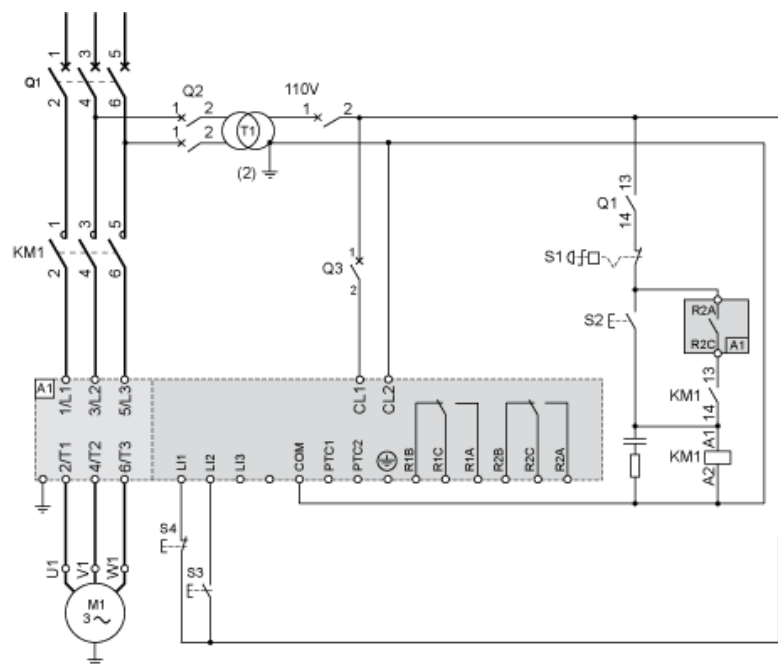 1 3 5
Q1
2 4 6
Q2
1 2
1 2
T1
(2)
110V
1 2
13
Q1
14
S1
1 3 5
KM1
2 4 6
1
Q3
2
S2
R2A
R2C
A1
13
KM1
14
A1
KM1
A2
A1
1/L1 3/L2 5/L3
CL1 CL2
2/T1 4/T2 6/T3
LI1 LI2 LI3 COM PTC1 PTC2 R1B R1C R1A R2B R2C R2A
S4
S3
U1 V1 W1
M1
3